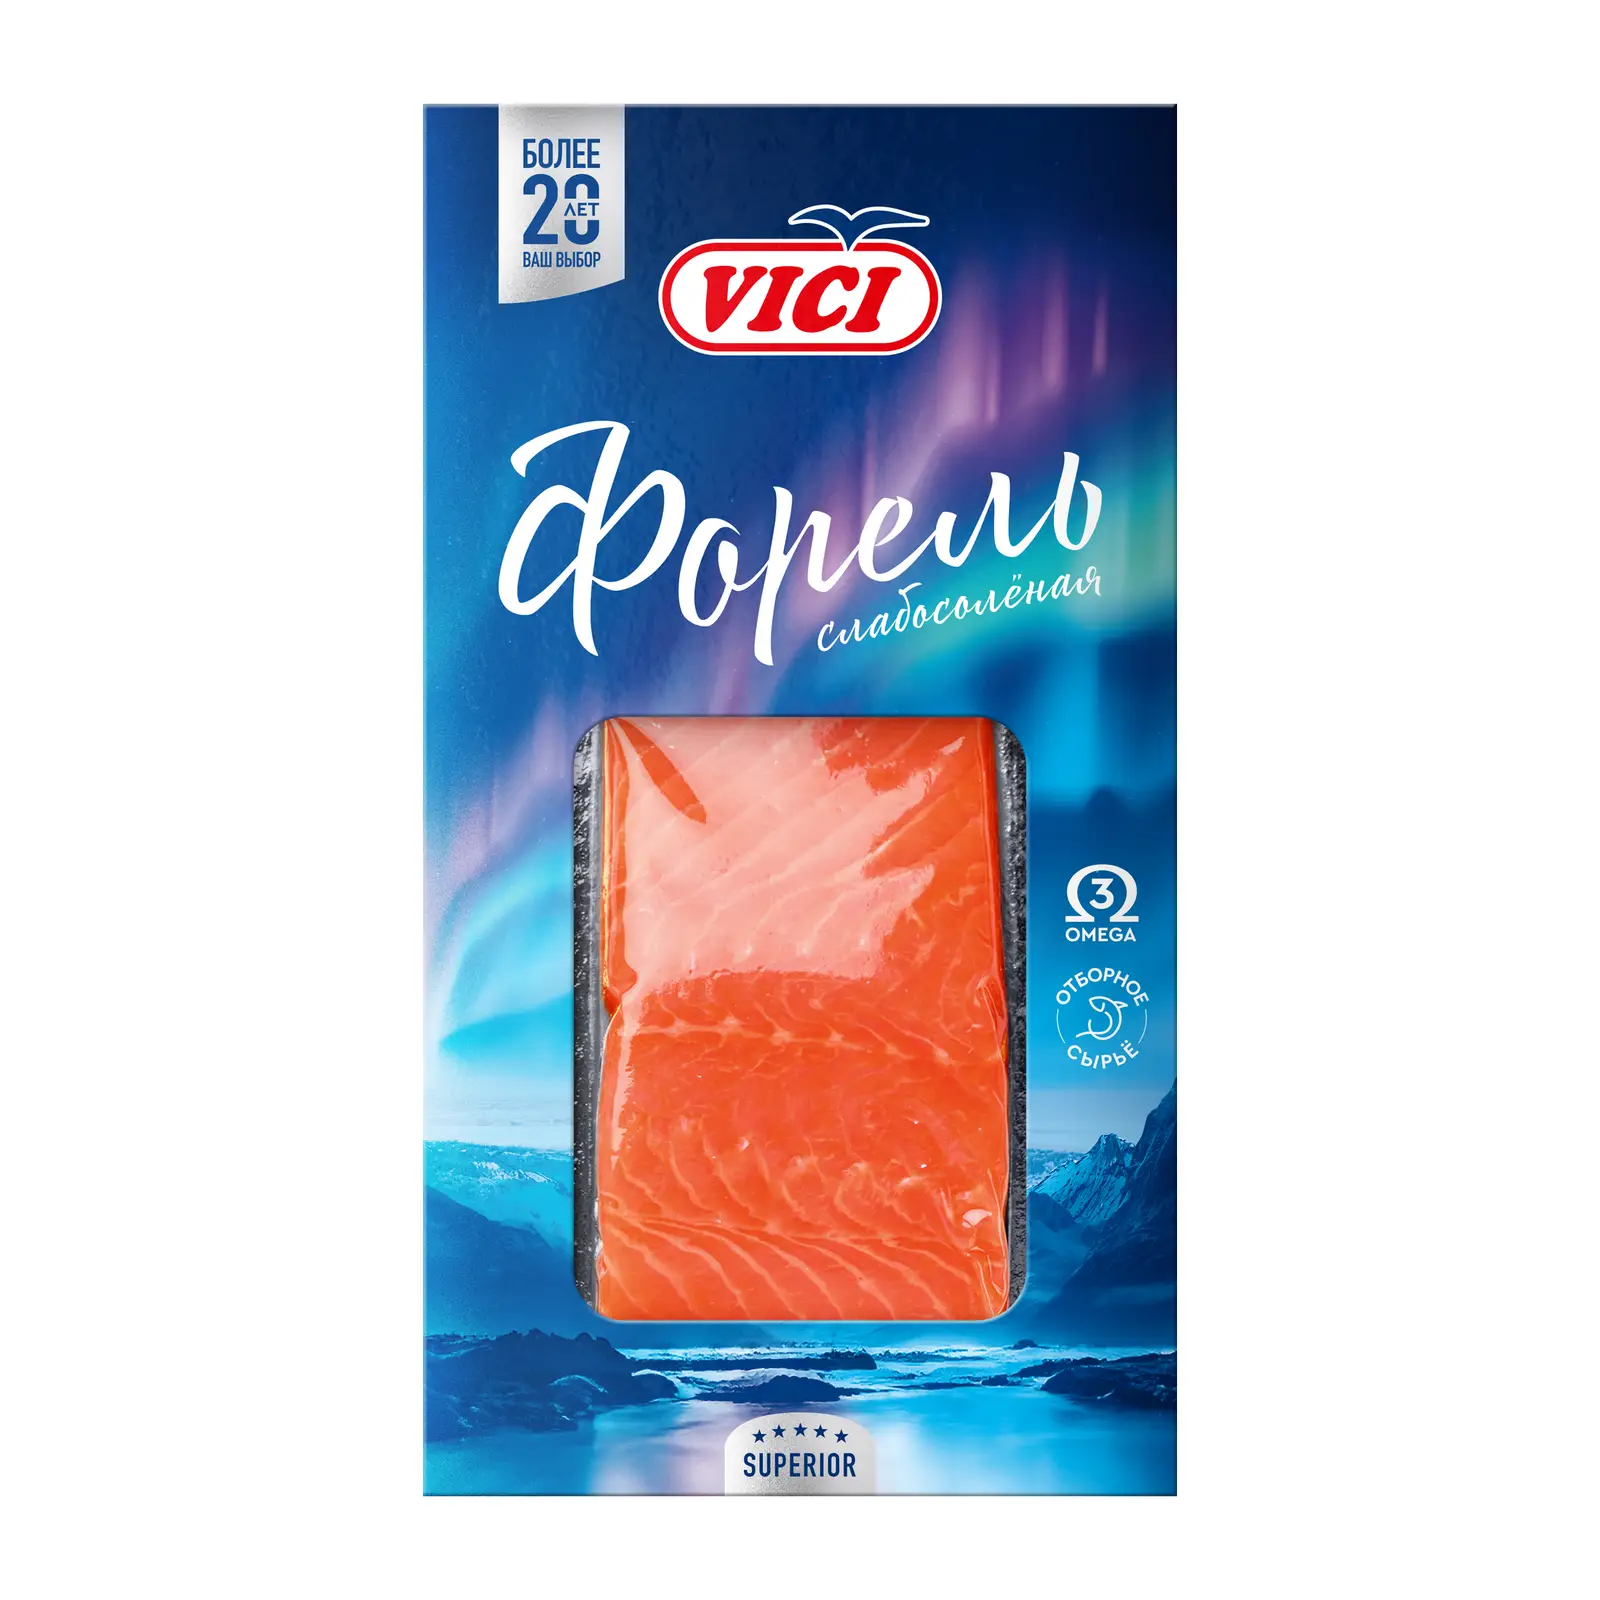 БОЛЕЕ
20
ЛЕТ
ВАШ ВЫБОР
VICI
Форель
слабосолёная
3
OMEGA
ОТБОРНОЕ
СЫРЬЁ
SUPERIOR